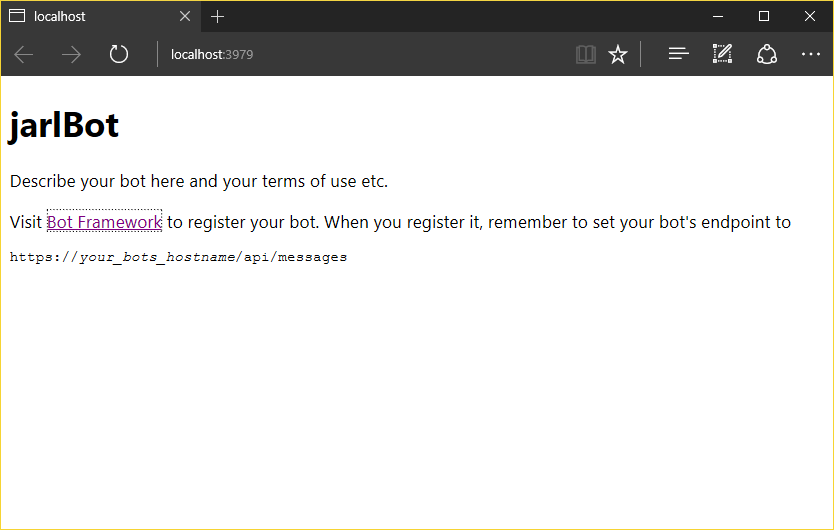 localhost
localhost:3979
jarlBot
Describe your bot here and your terms of use etc.
Visit Bot Framework to register your bot. When you register it, remember to set your bot's endpoint to
https://your_bots_hostname/api/messages